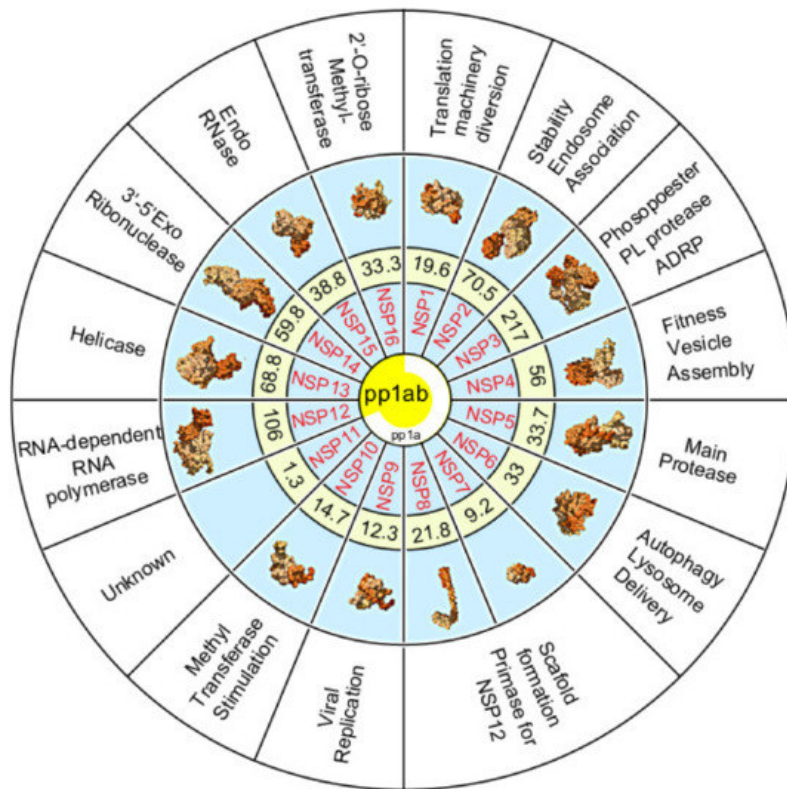 Translation
machinery
diversion
Stability
Endosome
Association
Phosopoester
PL protease
ADRP
Fitness
Vesicle
Assembly
Main
Protease
Autophagy
Lysosome
Delivery
Scafold
formation
Primase for
NSP12
Viral
Replication
Methyl
Transferase
Stimulation
Unknown
RNA-dependent
RNA
polymerase
Helicase
3'-5'Exo
Ribonuclease
Endo
RNase
2'-O-ribose
Methyl-
transferase
19.6
70.5
217
56
33.7
33
9.2
21.8
12.3
14.7
1.3
106
68.8
59.8
38.8
33.3
NSP1
NSP2
NSP3
NSP4
NSP5
NSP6
NSP7
NSP8
NSP9
NSP10
NSP11
NSP12
NSP13
NSP14
NSP15
NSP16
pp1ab
pp1a